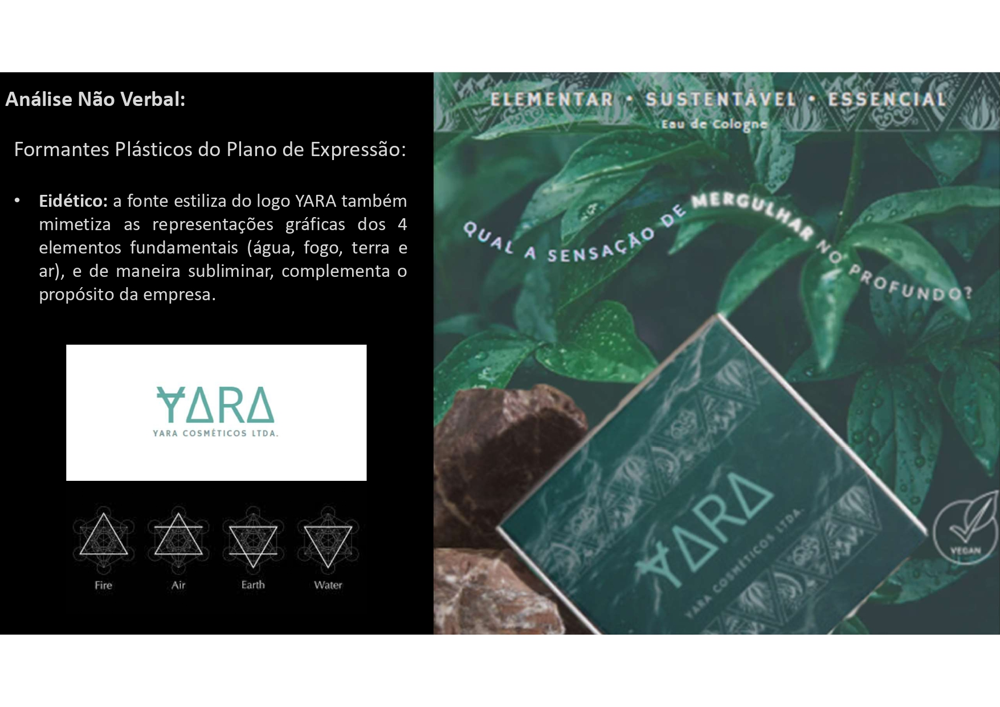 Análise Não Verbal:
Formantes Plásticos do Plano de Expressão:
• Eidético: a fonte estiliza do logo YARA também
mimetiza as representações gráficas dos 4
elementos fundamentais (água, fogo, terra e
ar), e de maneira subliminar, complementa o
propósito da empresa.
YARA
YARA COSMÉTICOS LTDA.
Fire Air Earth Water
ELEMENTAR • SUSTENTÁVEL • ESSENCIAL
Eau de Cologne
QUAL A SENSAÇÃO DE MERGULHAR NO PROFUNDO?
YARA
YARA COSMÉTICOS LTDA.
VEGAN